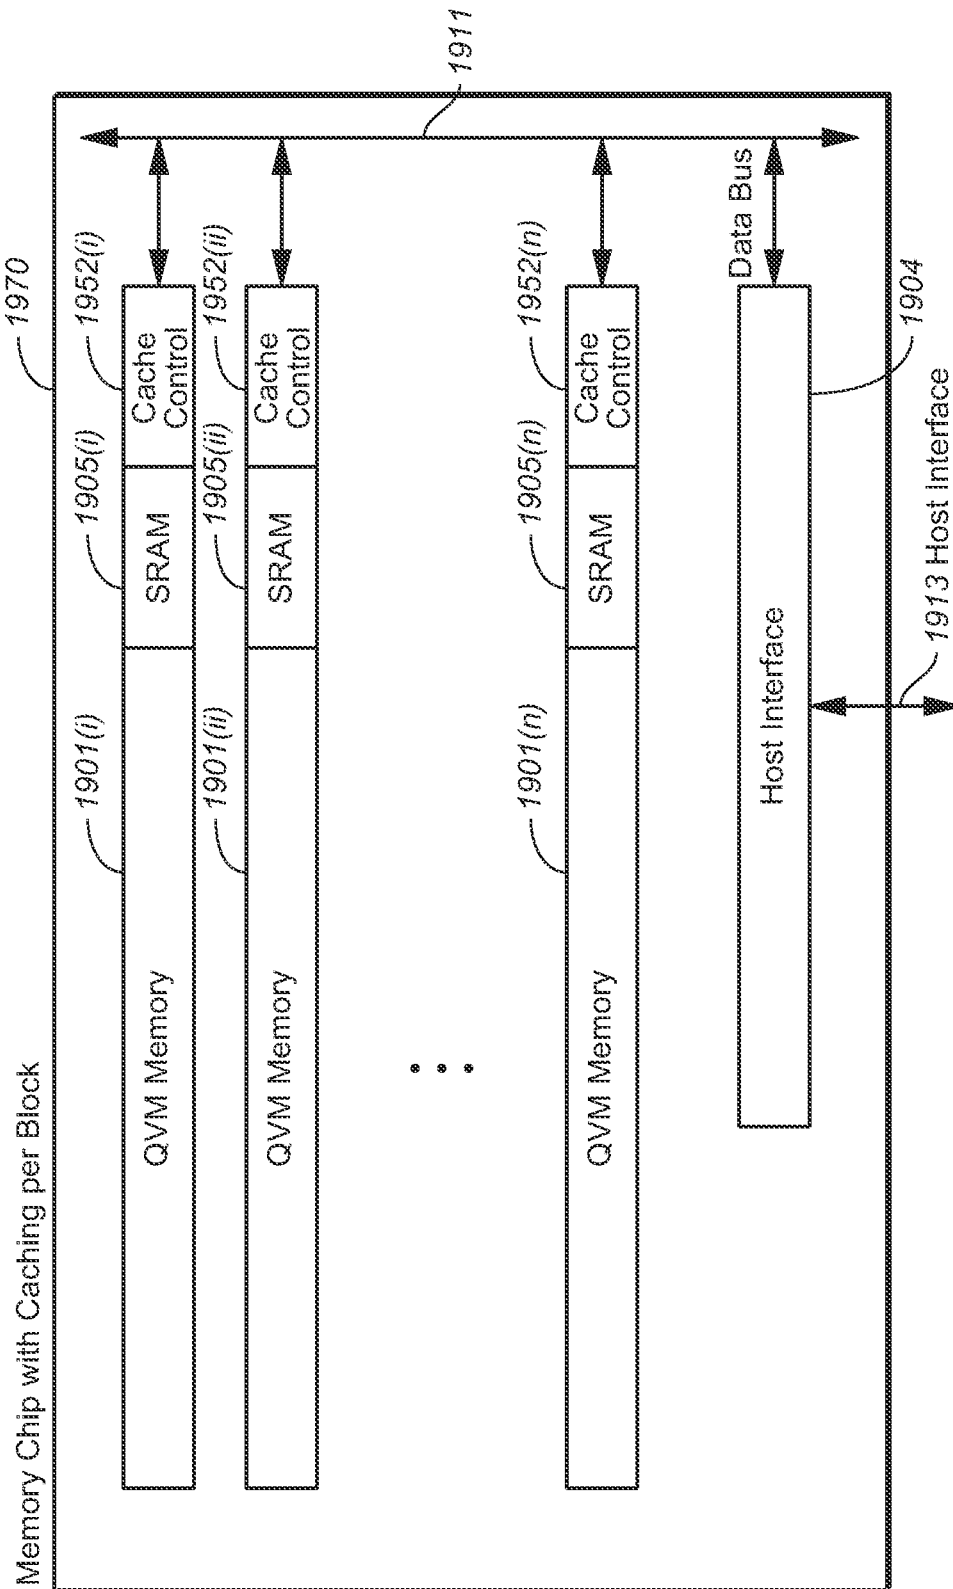 Memory Chip with Caching per Block
1970
1901(i)
1905(i)
1952(i)
QVM Memory
SRAM
Cache
Control
1901(ii)
1905(ii)
1952(ii)
QVM Memory
SRAM
Cache
Control
1911
. . .
1901(n)
1905(n)
1952(n)
QVM Memory
SRAM
Cache
Control
Data Bus
Host Interface
1904
1913 Host Interface